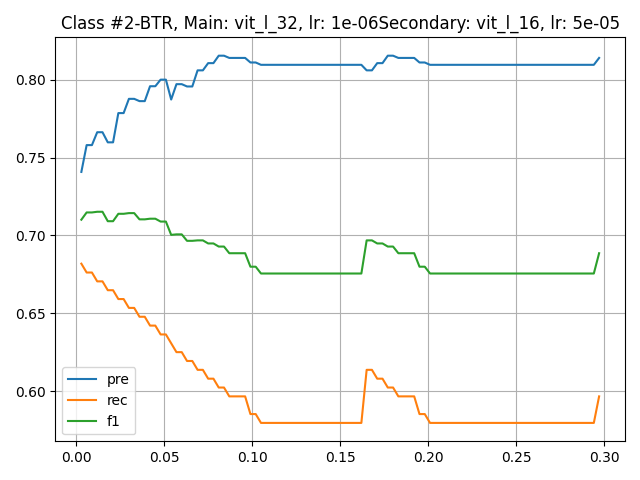 Class #2-BTR, Main: vit_l_32, lr: 1e-06Secondary: vit_l_16, lr: 5e-05
0.80
0.75
0.70
0.65
0.60
pre
rec
f1
0.00 0.05 0.10 0.15 0.20 0.25 0.30